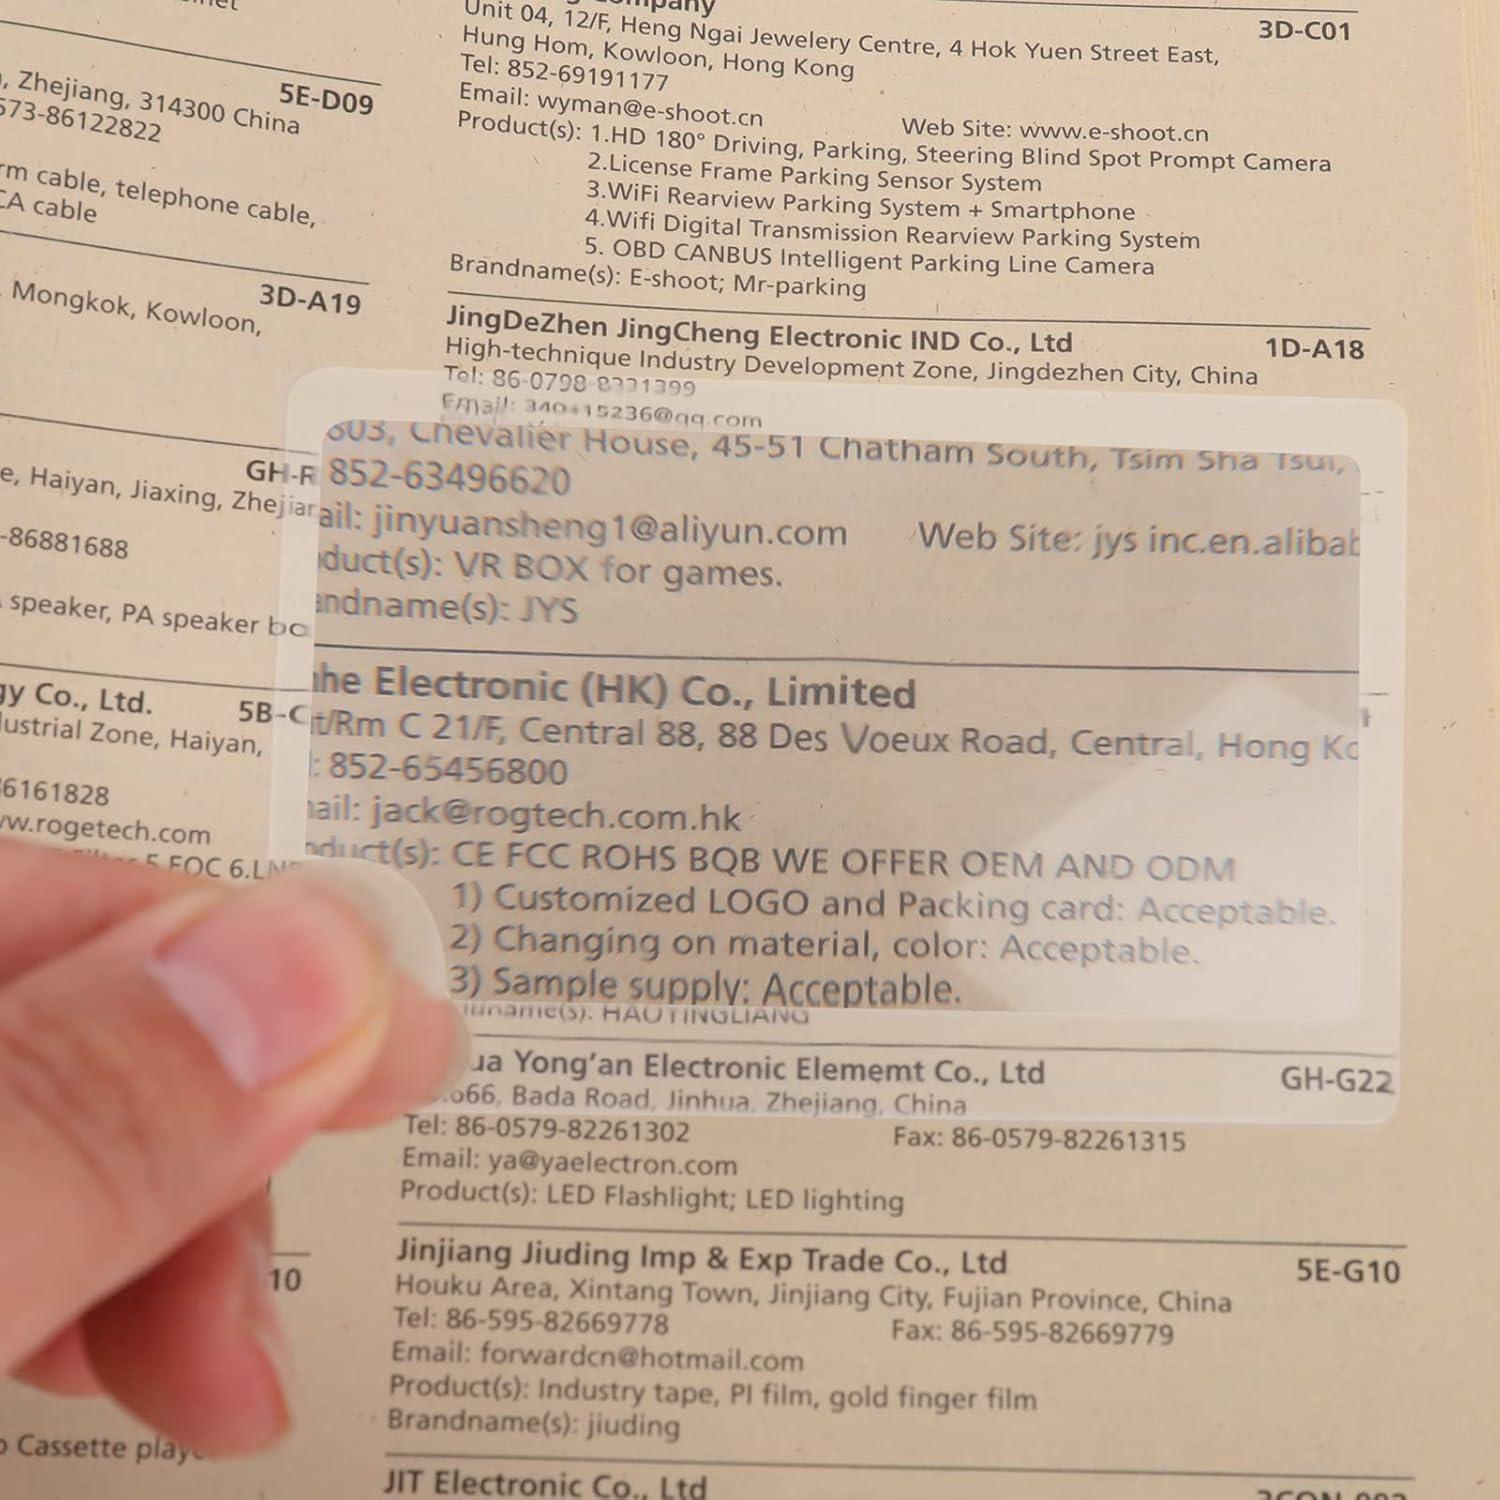 5E-D09
Zhejiang, 314300 China
573-86122822
cable, telephone cable,
cable
3D-A19
Mongkok, Kowloon,
Haiyan, Jiaxing,
-86881688
speaker, PA speaker
Co., Ltd.
Zone, Haiyan,
6161828
.rogetech.com
10
Cassette
3D-C01
Unit 04, 12/F, Heng Ngai Jewelery Centre, 4 Hok Yuen Street East,
Hung Hom, Kowloon, Hong Kong
Tel: 852-69191177
Email: wyman@e-shoot.cn Web Site: www.e-shoot.cn
Product(s): 1.HD 180° Driving, Parking, Steering Blind Spot Prompt Camera
2.License Frame Parking Sensor System
3.WiFi Rearview Parking System + Smartphone
4.Wifi Digital Transmission Rearview Parking System
5. OBD CANBUS Intelligent Parking Line Camera
Brandname(s): E-shoot; Mr-parking
JingDeZhen JingCheng Electronic IND Co., Ltd 1D-A18
High-technique Industry Development Zone, Jingdezhen City, China
Tel:
Email:
Chevalier House, 45-51 Chatham South, Tsim Sha Tsui,
852-63496620
jinyuansheng1@aliyun.com Web Site: jys inc.en.
VR BOX for games.
JYS
Electronic (HK) Co., Limited
C 21/F, Central 88, 88 Des Voeux Road, Central, Hong
852-65456800
jack@rogtech.com.hk
CE FCC ROHS BQB WE OFFER OEM AND ODM
1) Customized LOGO and Packing card: Acceptable.
2) Changing on material, color: Acceptable.
3) Sample supply: Acceptable.
HAOTINGLIANG
Yong'an Electronic Elememt Co., Ltd GH-G22
Bada Road, Jinhua, Zhejiang, China
Tel: 86-0579-82261302 Fax: 86-0579-82261315
Email: ya@yaelectron.com
Product(s): LED Flashlight; LED lighting
Jinjiang Jiuding Imp & Exp Trade Co., Ltd 5E-G10
Houku Area, Xintang Town, Jinjiang City, Fujian Province, China
Tel: 86-595-82669778 Fax: 86-595-82669779
Email: forwardcn@hotmail.com
Product(s): Industry tape, PI film, gold finger film
Brandname(s): jiuding
JIT Electronic Co., Ltd